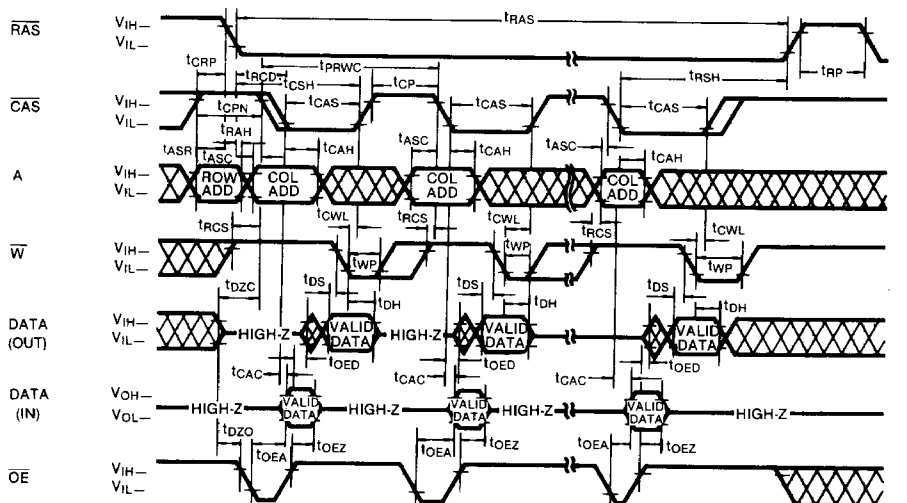 RAS VIH— VIL— tRAS
tCRP tRCD tPRWC tCSH tRSH tRP
CAS VIH— VIL— tCPN tCAS tCP tCAS tCAS
tRAH
tASR tASC tCAH tASC tCAH tASC tCAH
A VIH— VIL— ROW ADD COL ADD COL ADD COL ADD
tRCS tCWL tRCS tCWL tRCS tCWL
W VIH— VIL— tWP tWP tWP
tDZC tDS tDH tDS tDH tDS tDH
DATA (OUT) VIH— VIL— HIGH-Z VALID DATA HIGH-Z VALID DATA VALID DATA
tOED tOED tOED
tCAC tCAC tCAC
DATA (IN) VOH— VOL— HIGH-Z VALID DATA HIGH-Z VALID DATA HIGH-Z VALID DATA HIGH-Z
tDZO tOEA tOEZ tOEA tOEZ tOEA tOEZ
OE VIH— VIL—